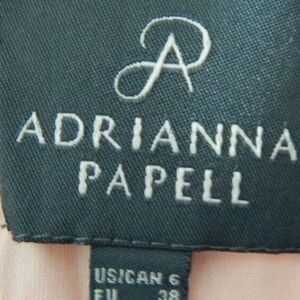 ADRIANNA
PAPELL
US/CAN 6
EU 38